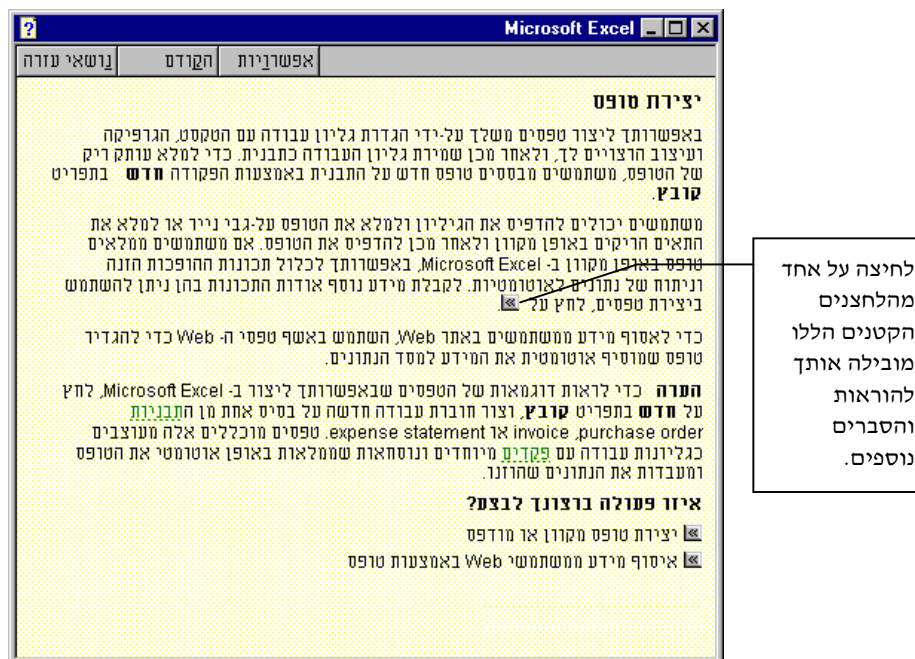 Microsoft Excel
נושאי עזרה הקודם אפשרויות
יצירת טופס
באפשרותך ליצור טפסים משלך על-ידי הגדרת גליון עבודה עם הטקסט, הגרפיקה
ועיצוב הרצויים לך, ולאחר מכן שמירת גליון העבודה כתבנית. כדי למלא עותק ריק
של הטופס, משתמשים מבססים טופס חדש על התבנית באמצעות הפקודה חדש בתפריט
קובץ.
משתמשים יכולים להדפיס את הגיליון ולמלא את הטופס על-גבי נייר או למלא את
התאים הריקים באופן מקוון ולאחר מכן להדפיס את הטופס. אם משתמשים ממלאים
טופס באופן מקוון ב- Microsoft Excel, באפשרותך לכלול תכונות ההופכות הזנה
וניתוח של נתונים לאוטומטיות. לקבלת מידע נוסף אודות התכונות בהן ניתן להשתמש
ביצירת טפסים, לחץ על .
כדי לאסוף מידע ממשתמשים באתר Web, השתמש באשף טפסי ה- Web כדי להגדיר
טופס שמוסיף אוטומטית את המידע למסד הנתונים.
הערה כדי לראות דוגמאות של הטפסים שבאפשרותך ליצור ב- Microsoft Excel, לחץ
על חדש בתפריט קובץ, וצור חוברת עבודה חדשה על בסיס אחת מן התבניות
invoice ,purchase order או expense statement. טפסים מוכללים אלה מעוצבים
כגליונות עבודה עם פקדים מיוחדים ונוסחאות שממלאות באופן אוטומטי את הטופס
ומעבדות את הנתונים שהוזנו.
איזו פעולה ברצונך לבצע?
יצירת טופס מקוון או מודפס
איסוף מידע ממשתמשי Web באמצעות טופס
לחיצה על אחד
מהלחצנים
הקטנים הללו
מובילה אותך
להוראות
והסברים
נוספים.